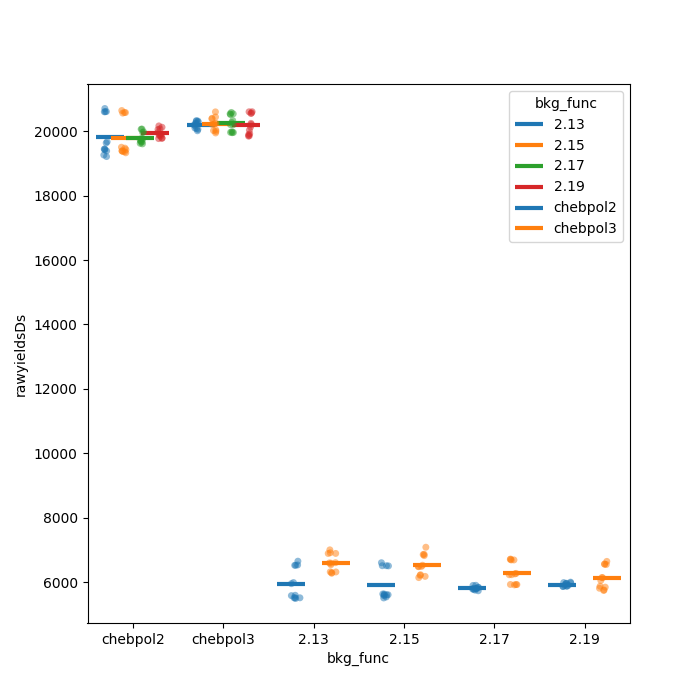 bkg_func
2.13
2.15
2.17
2.19
chebpol2
chebpol3
20000
18000
16000
14000
12000
10000
8000
6000
rawyieldsDs
chebpol2 chebpol3 2.13 2.15 2.17 2.19
bkg_func